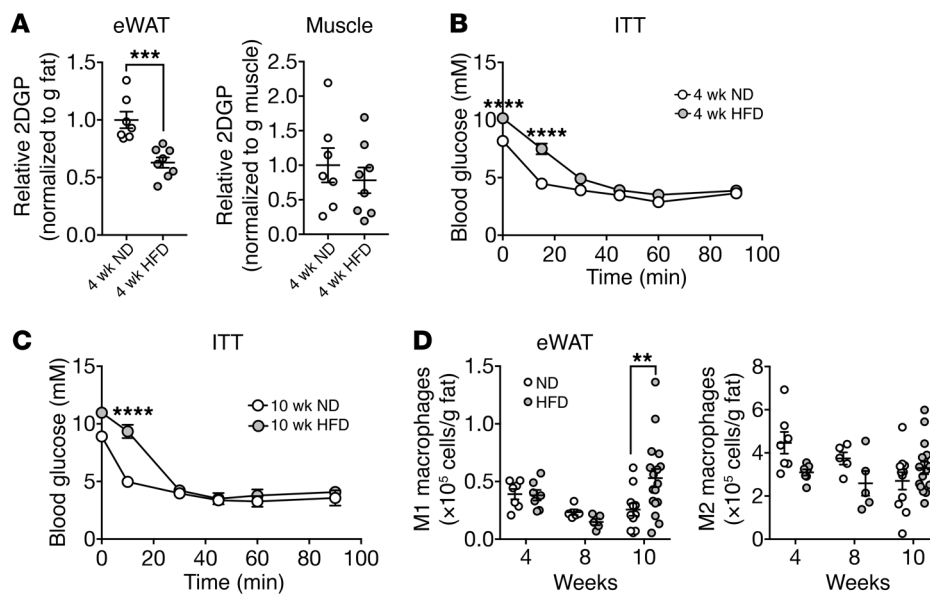 A
eWAT
Relative 2DGP
(normalized to g fat)
1.5
1.0
0.5
0.0
***
4 wk ND
4 wk HFD
Muscle
Relative 2DGP
(normalized to g muscle)
2.5
2.0
1.5
1.0
0.5
0.0
4 wk ND
4 wk HFD
B
ITT
Blood glucose (mM)
15
10
5
0
****
****
4 wk ND
4 wk HFD
0 20 40 60 80 100
Time (min)
C
ITT
Blood glucose (mM)
15
10
5
0
****
10 wk ND
10 wk HFD
0 20 40 60 80 100
Time (min)
D
eWAT
M1 macrophages
(×10⁵ cells/g fat)
1.5
1.0
0.5
0.0
ND
HFD
**
4 8 10
Weeks
M2 macrophages
(×10⁵ cells/g fat)
8
6
4
2
0
4 8 10
Weeks